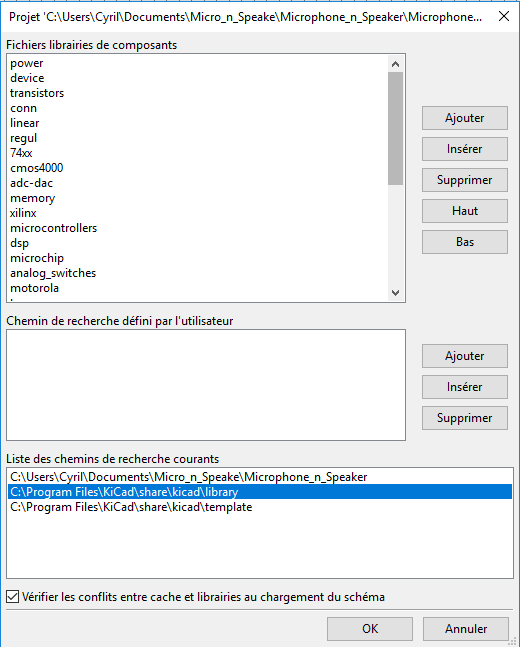 Projet 'C:\Users\Cyril\Documents\Micro_n_Speake\Microphone_n_Speaker\Microphone...
Fichiers librairies de composants
power
device
transistors
conn
linear
regul
74xx
cmos4000
adc-dac
memory
xilinx
microcontrollers
dsp
microchip
analog_switches
motorola
Ajouter
Insérer
Supprimer
Haut
Bas
Chemin de recherche défini par l'utilisateur
Ajouter
Insérer
Supprimer
Liste des chemins de recherche courants
C:\Users\Cyril\Documents\Micro_n_Speake\Microphone_n_Speaker
C:\Program Files\KiCad\share\kicad\library
C:\Program Files\KiCad\share\kicad\template
Vérifier les conflits entre cache et librairies au chargement du schéma
OK
Annuler